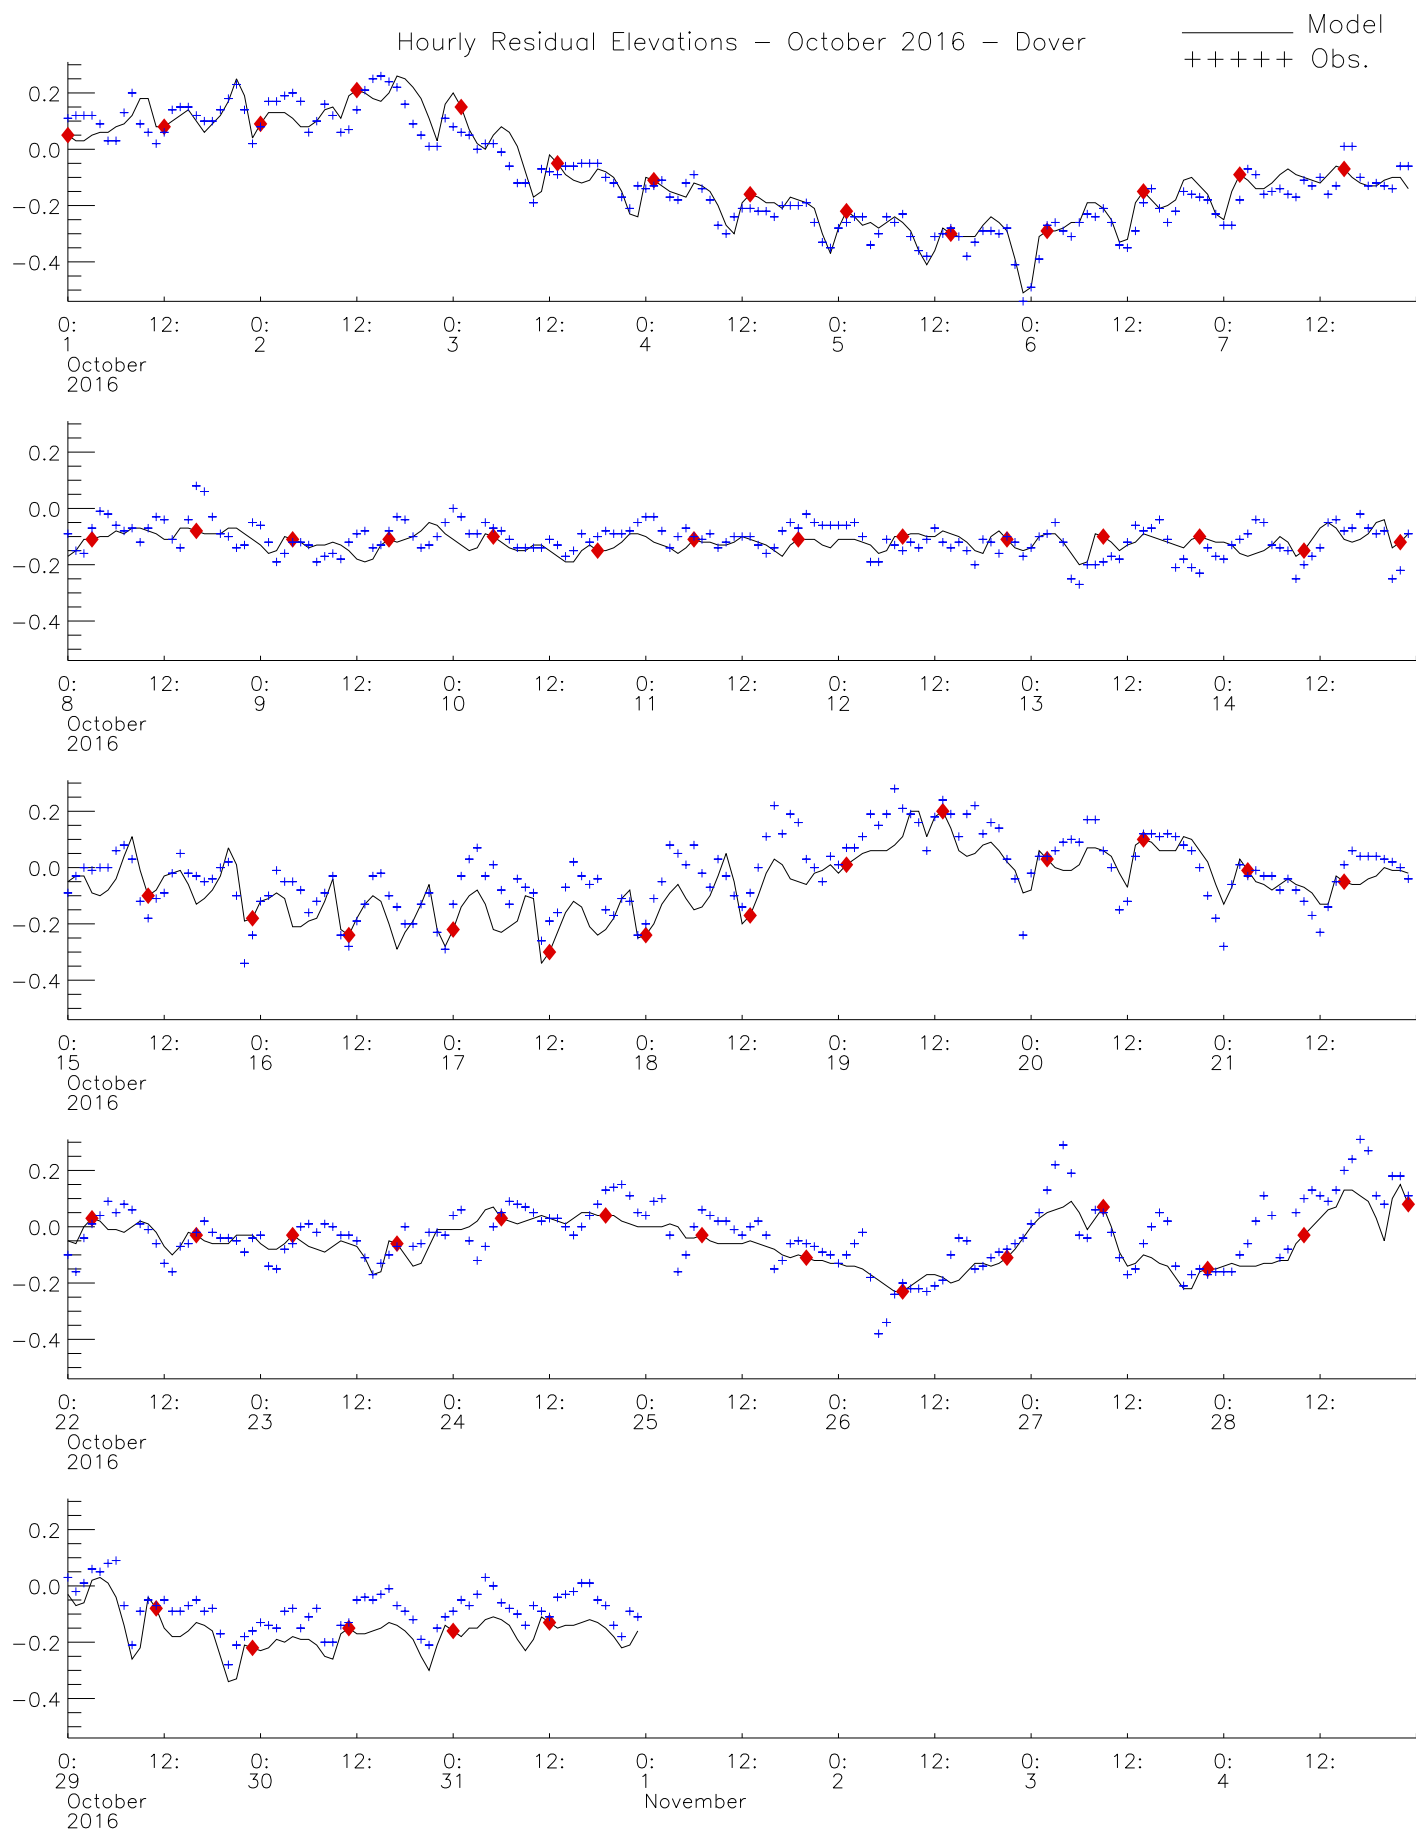 Hourly Residual Elevations – October 2016 – Dover
Model
+++++ Obs.
0.2
0.0
−0.2
−0.4
0: 12: 0: 12: 0: 12: 0: 12: 0: 12: 0: 12: 0: 12:
1 2 3 4 5 6 7
October
2016
0.2
0.0
−0.2
−0.4
0: 12: 0: 12: 0: 12: 0: 12: 0: 12: 0: 12: 0: 12:
8 9 10 11 12 13 14
October
2016
0.2
0.0
−0.2
−0.4
0: 12: 0: 12: 0: 12: 0: 12: 0: 12: 0: 12: 0: 12:
15 16 17 18 19 20 21
October
2016
0.2
0.0
−0.2
−0.4
0: 12: 0: 12: 0: 12: 0: 12: 0: 12: 0: 12: 0: 12:
22 23 24 25 26 27 28
October
2016
0.2
0.0
−0.2
−0.4
0: 12: 0: 12: 0: 12: 0: 12: 0: 12: 0: 12: 0: 12:
29 30 31 1 2 3 4
October November
2016